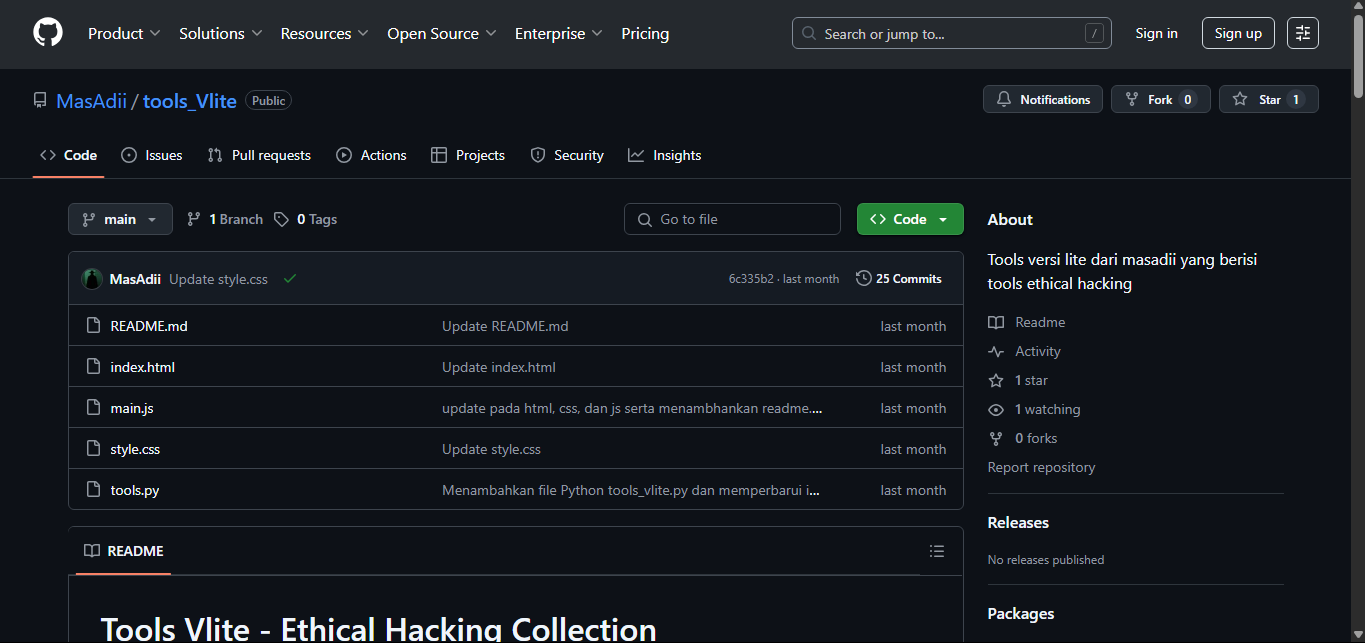 Product Solutions Resources Open Source Enterprise Pricing Search or jump to... / Sign in Sign up
MasAdii / tools_Vlite Public Notifications Fork 0 Star 1
Code Issues Pull requests Actions Projects Security Insights
main 1 Branch 0 Tags Go to file Code
MasAdii Update style.css 6c335b2 · last month 25 Commits
README.md Update README.md last month
index.html Update index.html last month
main.js update pada html, css, dan js serta menambhankan readme.... last month
style.css Update style.css last month
tools.py Menambahkan file Python tools_vlite.py dan memperbarui i... last month
README
Tools Vlite - Ethical Hacking Collection
About
Tools versi lite dari masadii yang berisi
tools ethical hacking
Readme
Activity
1 star
1 watching
0 forks
Report repository
Releases
No releases published
Packages